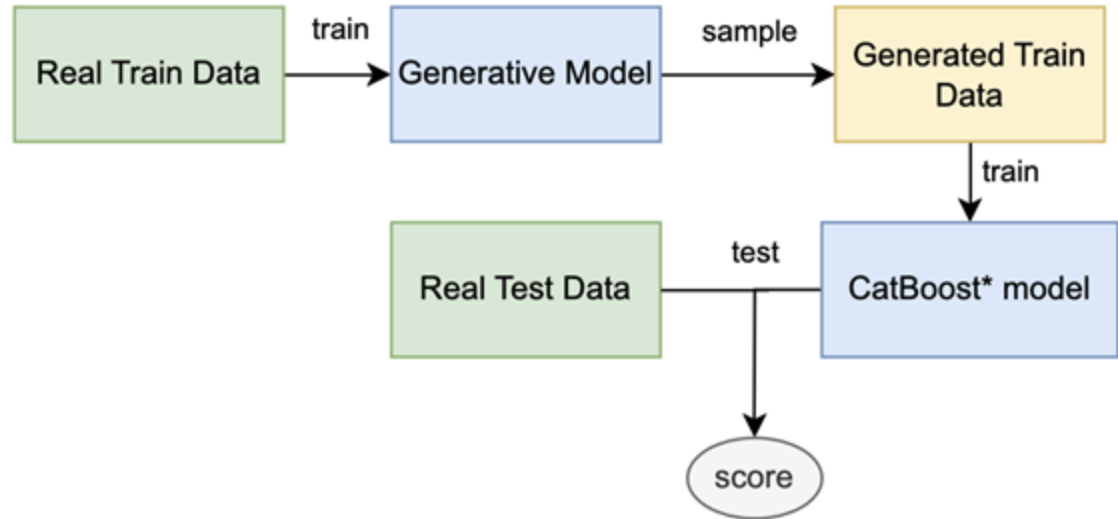 train
sample
Real Train Data
Generative Model
Generated Train
Data
train
test
Real Test Data
CatBoost* model
score